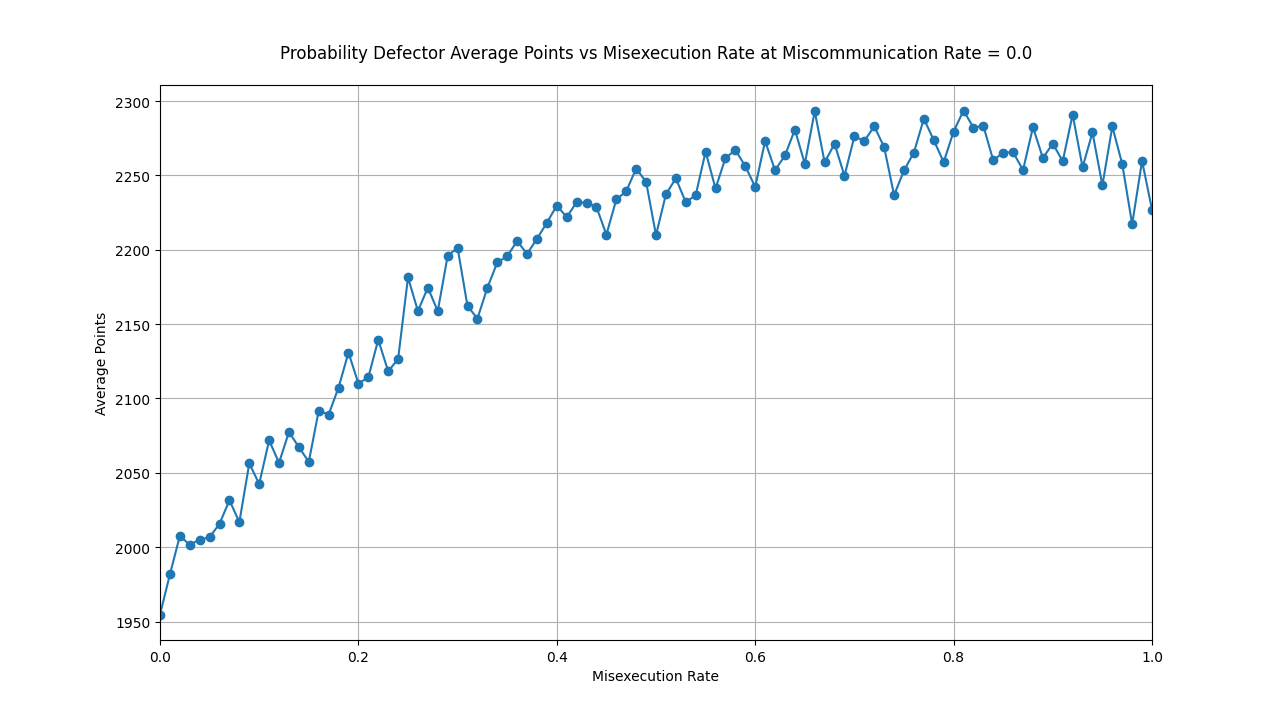 Probability Defector Average Points vs Misexecution Rate at Miscommunication Rate = 0.0
2300
2250
2200
2150
2100
2050
2000
1950
Average Points
0.0 0.2 0.4 0.6 0.8 1.0
Misexecution Rate